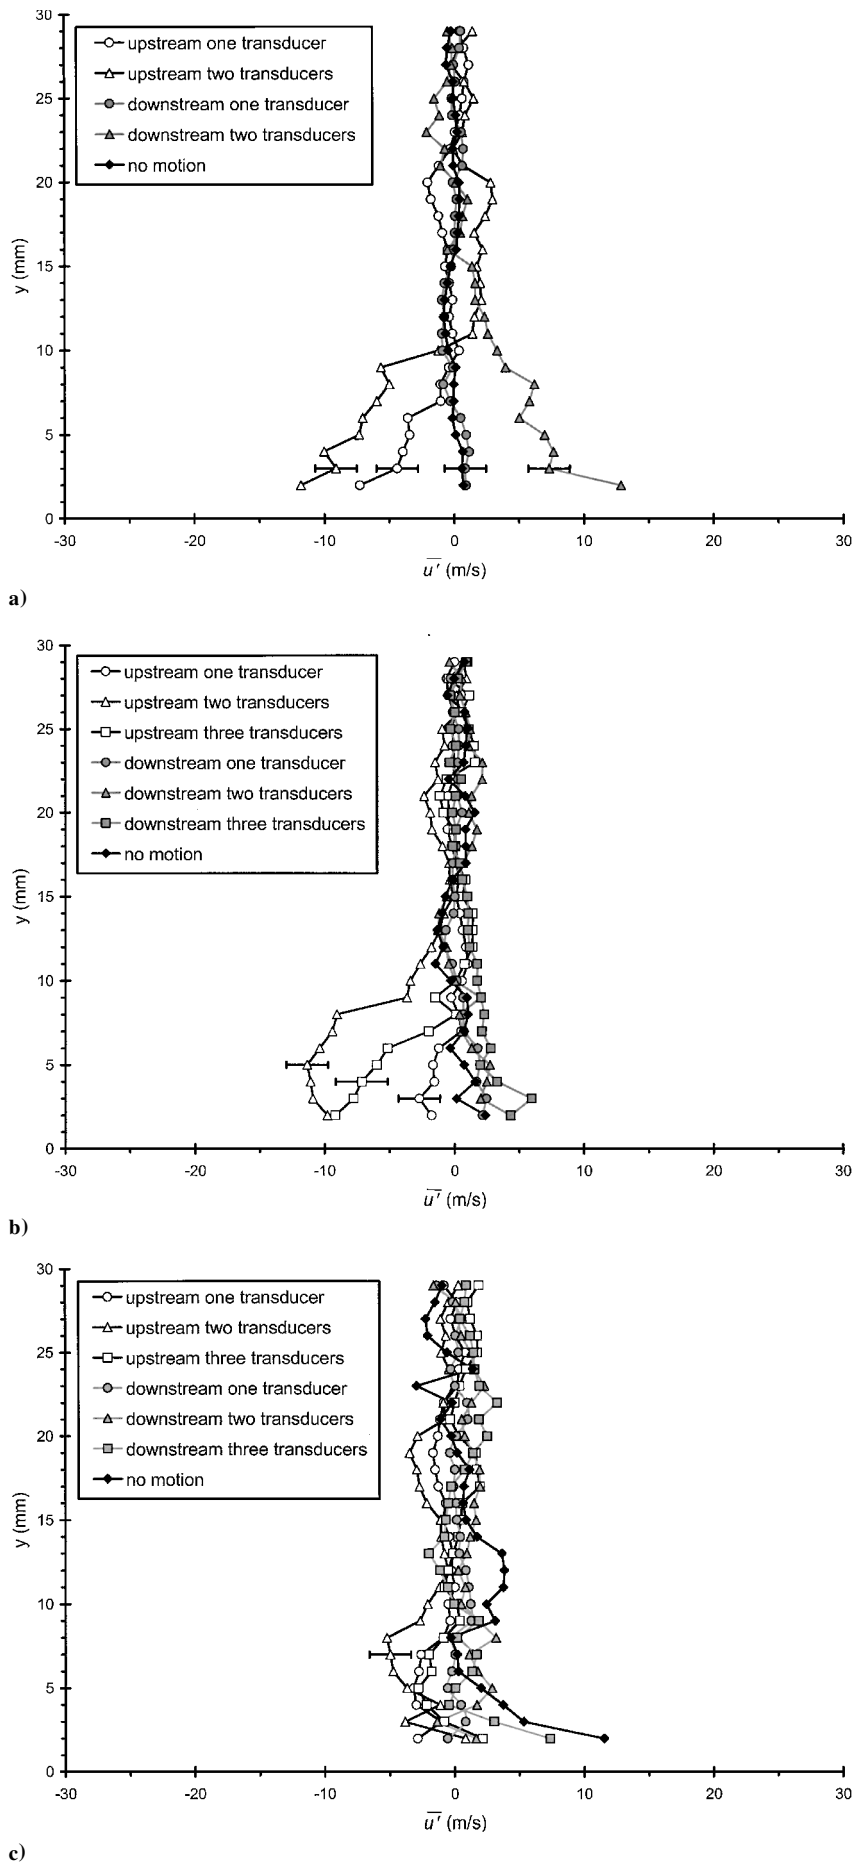 30
upstream one transducer
upstream two transducers
25
downstream one transducer
downstream two transducers
no motion
20
y (mm)
15
10
5
0
-30 -20 -10 0 10 20 30
u' (m/s)
a)
30
upstream one transducer
upstream two transducers
upstream three transducers
25
downstream one transducer
downstream two transducers
downstream three transducers
20
no motion
y (mm)
15
10
5
0
-30 -20 -10 0 10 20 30
u' (m/s)
b)
30
upstream one transducer
upstream two transducers
upstream three transducers
25
downstream one transducer
downstream two transducers
downstream three transducers
20
no motion
y (mm)
15
10
5
0
-30 -20 -10 0 10 20 30
u' (m/s)
c)